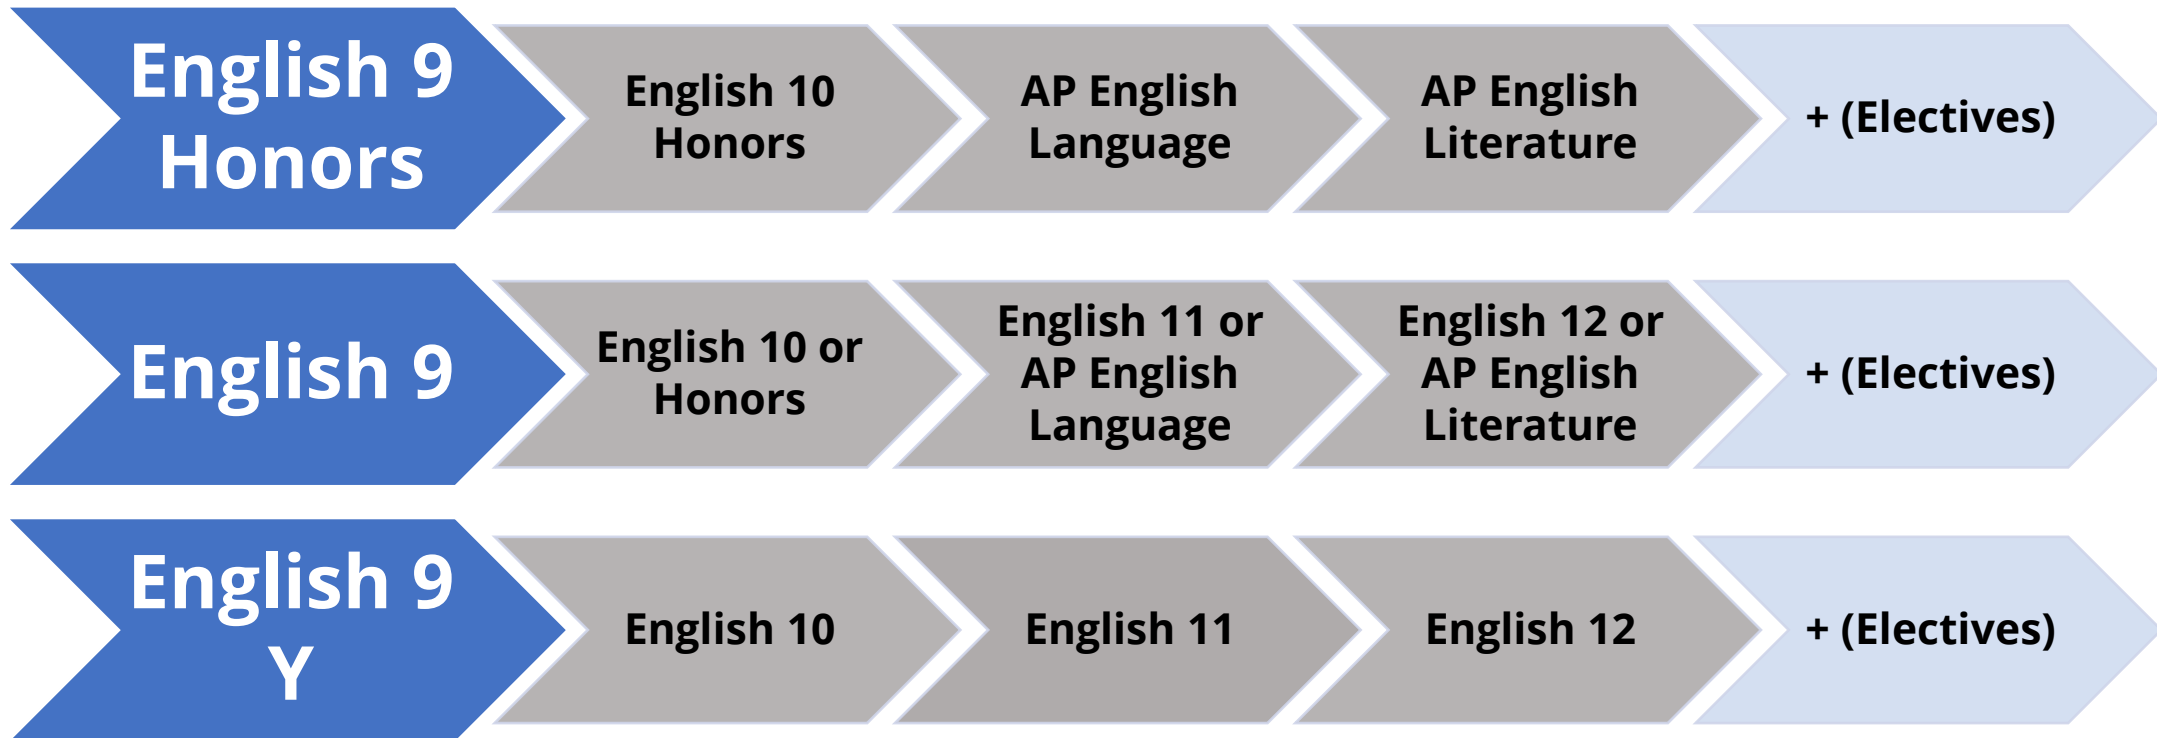 English 9
Honors
English 10
Honors
AP English
Language
AP English
Literature
+ (Electives)
English 9
English 10 or
Honors
English 11 or
AP English
Language
English 12 or
AP English
Literature
+ (Electives)
English 9
Y
English 10
English 11
English 12
+ (Electives)